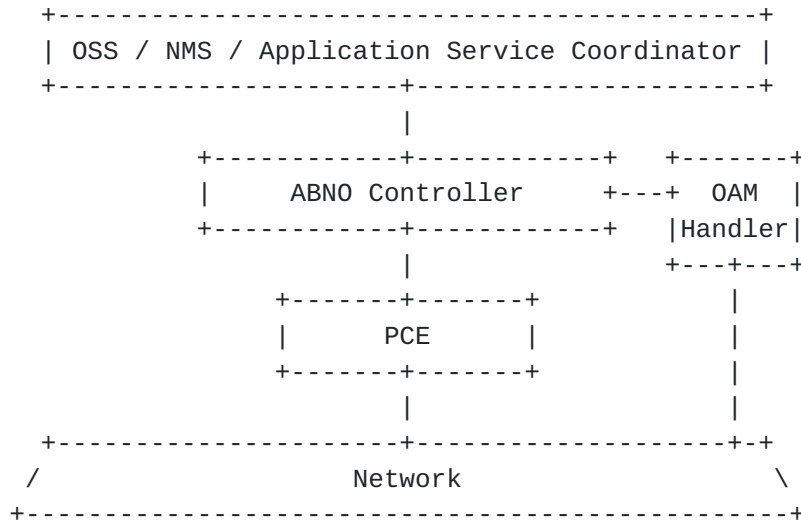 OSS / NMS / Application Service Coordinator
ABNO Controller OAM
Handler
PCE
Network